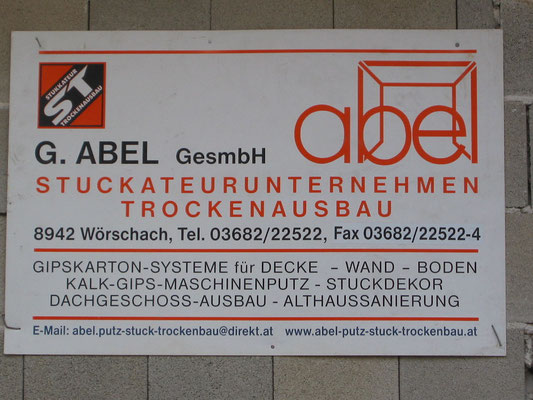 STUKKATEUR
ST
TROCKENAUSBAU
abel
G. ABEL GesmbH
STUCKATEURUNTERNEHMEN
TROCKENAUSBAU
8942 Wörschach, Tel. 03682/22522, Fax 03682/22522-4
GIPSKARTON-SYSTEME für DECKE - WAND - BODEN
KALK-GIPS-MASCHINENPUTZ - STUCKDEKOR
DACHGESCHOSS-AUSBAU - ALTHAUSSANIERUNG
E-Mail: abel.putz-stuck-trockenbau@direkt.at www.abel-putz-stuck-trockenbau.at